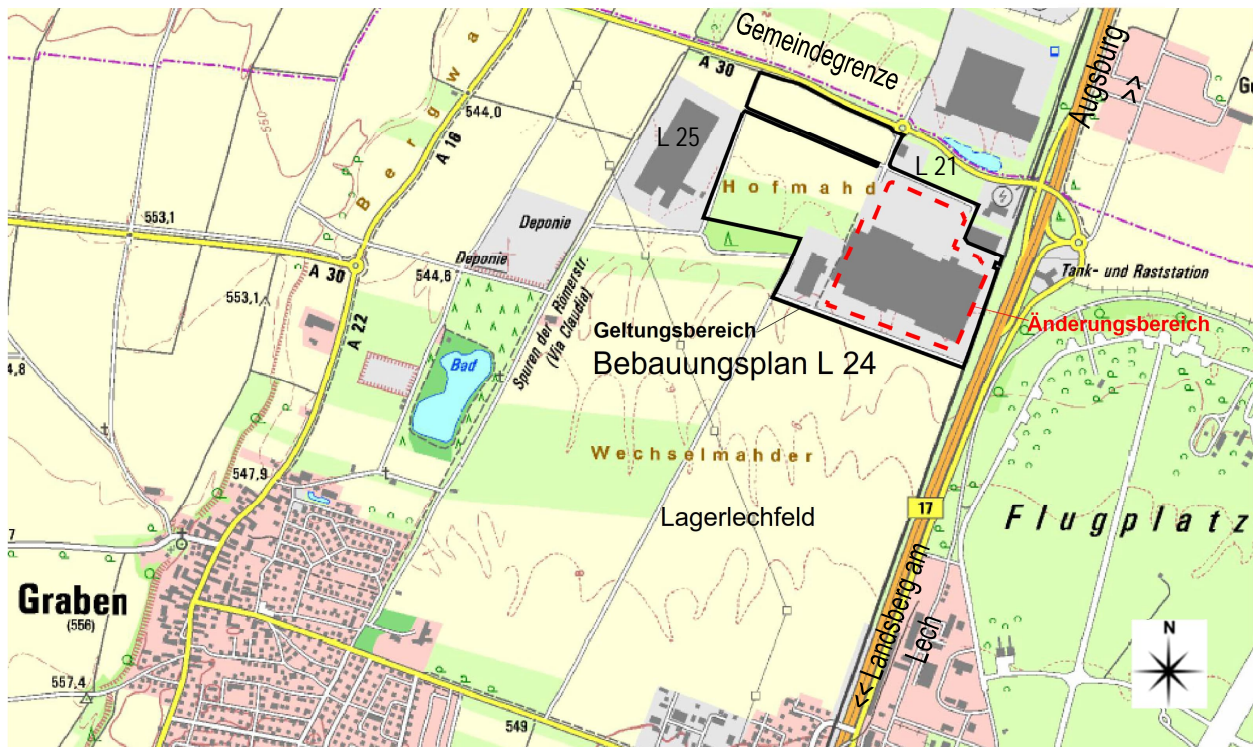 Gemeindegrenze
Augsburg
>>
A 30
544,0
L 25
L 21
Bergwa
A 16
Hofmahd
553,1
Deponie
Deponie
A 30
544,6
553,1
Tank- und Raststation
Spuren der Römerstr.
(Via Claudia)
Geltungsbereich
Änderungsbereich
A 22
Bebauungsplan L 24
Bad
Wechselmahder
547,9
17
Lagerlechfeld
Flugplatz
Graben
(556)
<< Landsberg am
Lech
N
557,4
549